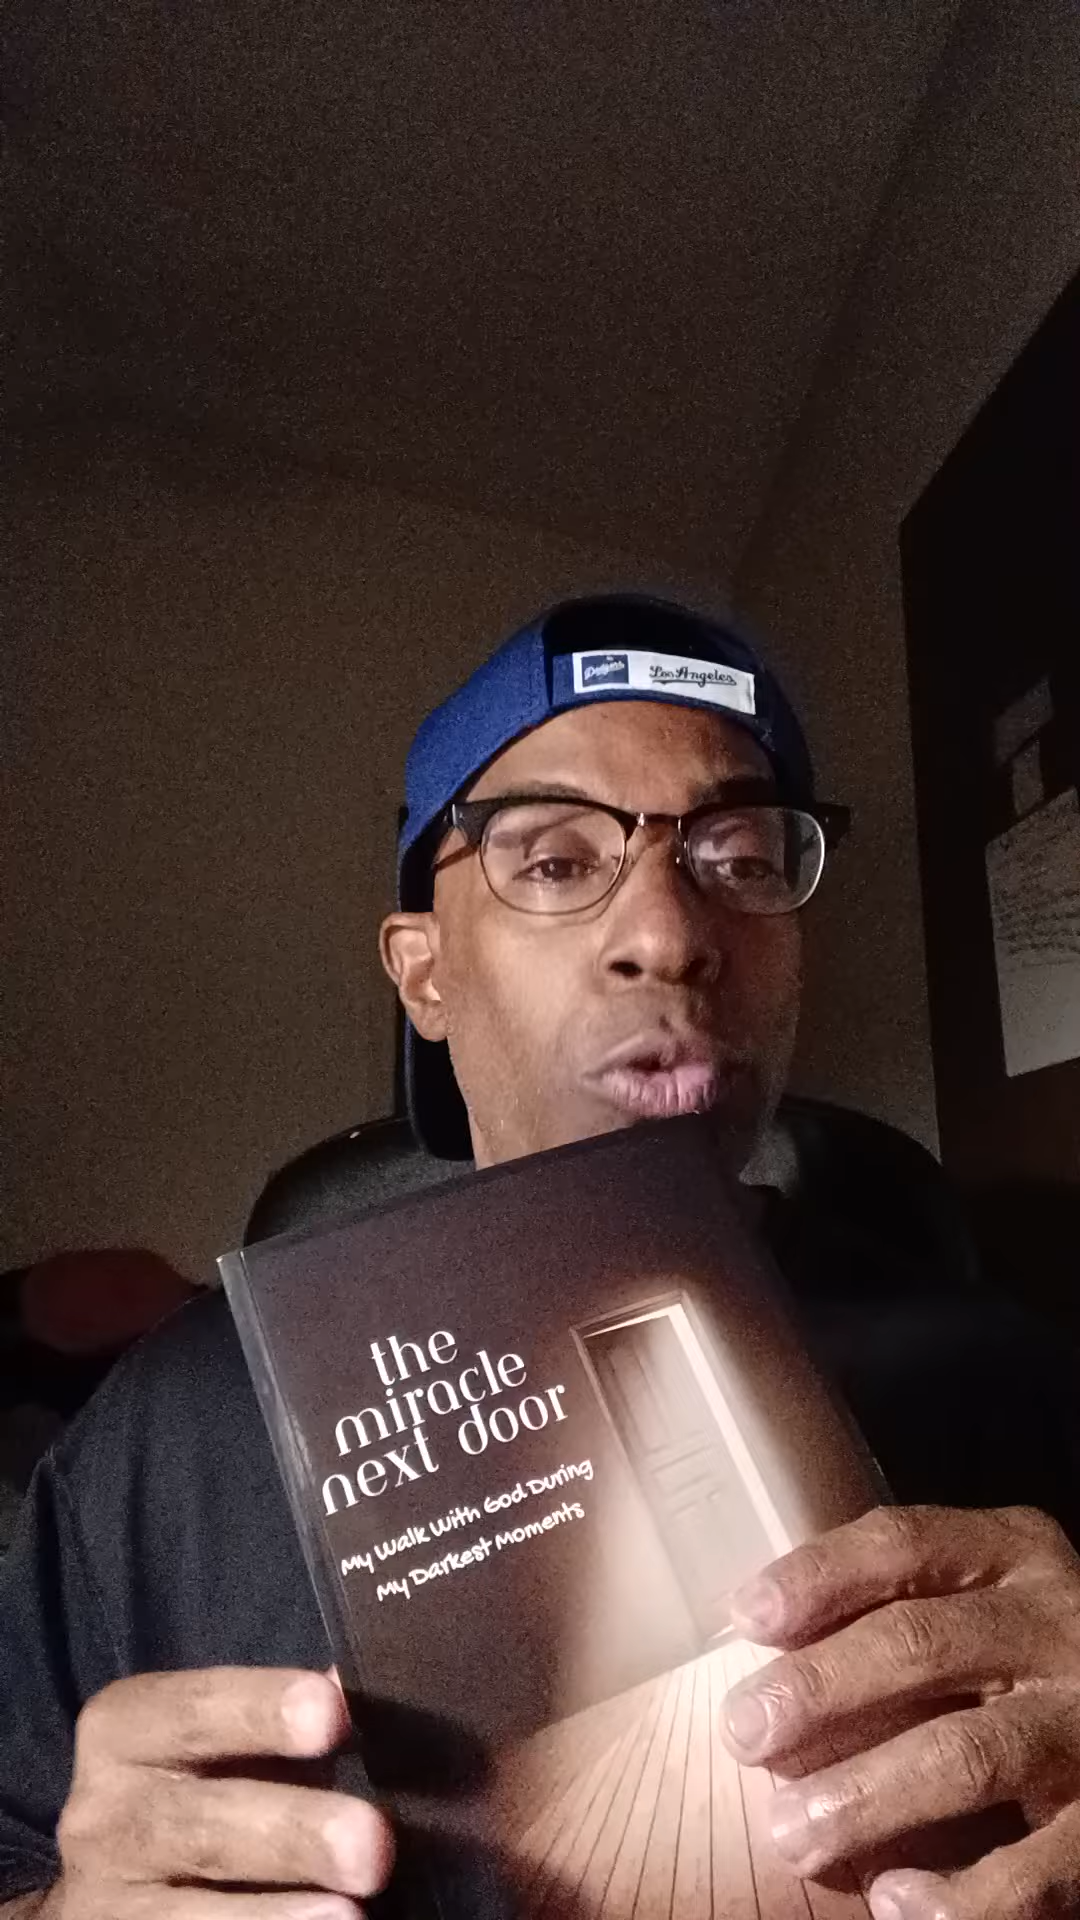 Dodgers Los Angeles
the
miracle
next door
My Walk With God During
My Darkest Moments